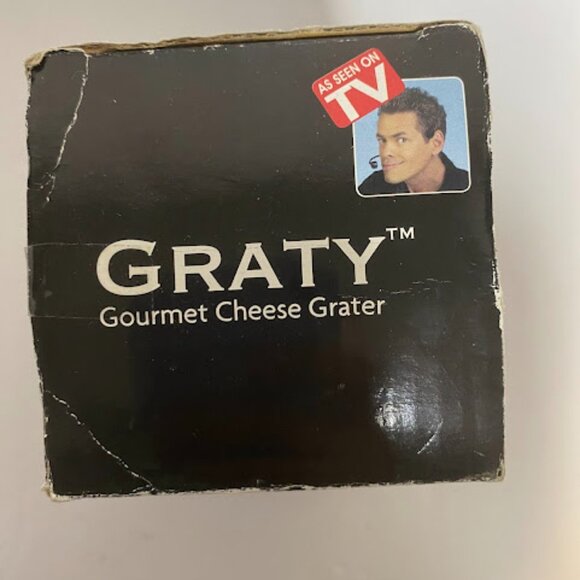 AS SEEN ON
TV
GRATY™
Gourmet Cheese Grater